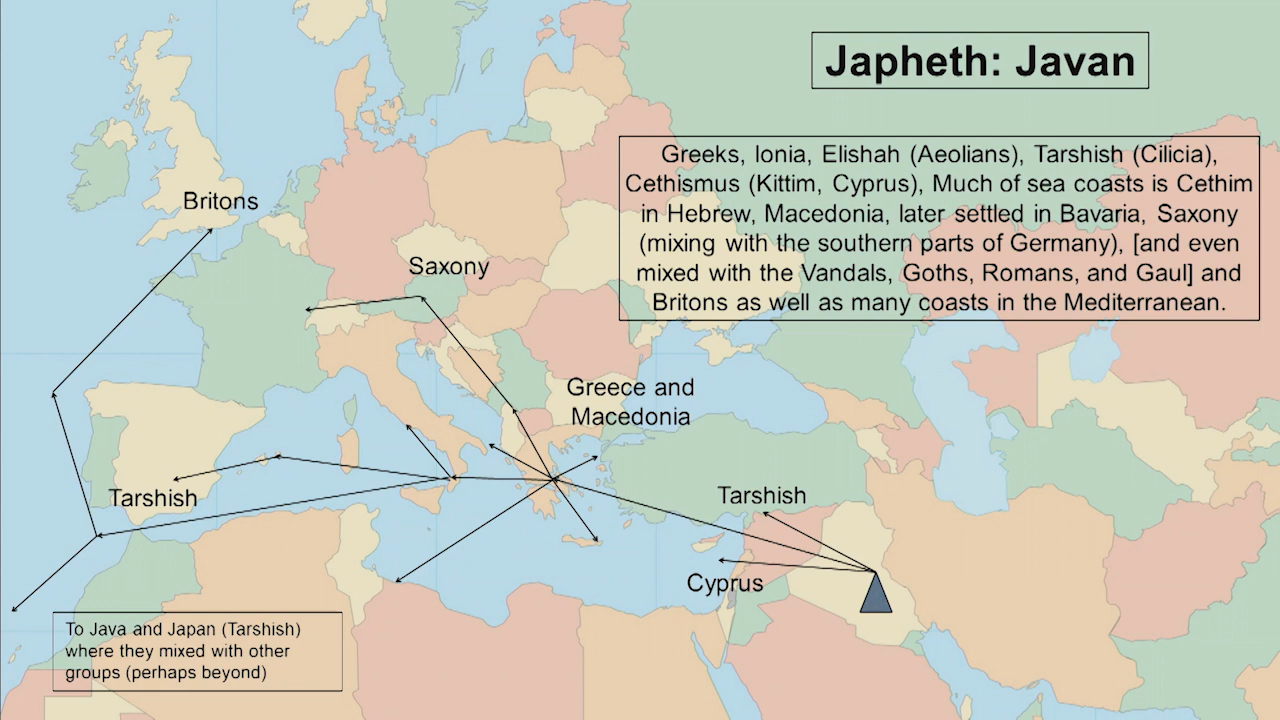 Japheth: Javan
Greeks, Ionia, Elishah (Aeolians), Tarshish (Cilicia),
Cethismus (Kittim, Cyprus), Much of sea coasts is Cethim
in Hebrew, Macedonia, later settled in Bavaria, Saxony
(mixing with the southern parts of Germany), [and even
mixed with the Vandals, Goths, Romans, and Gaul] and
Britons as well as many coasts in the Mediterranean.
Britons
Saxony
Greece and
Macedonia
Tarshish
Tarshish
Cyprus
To Java and Japan (Tarshish)
where they mixed with other
groups (perhaps beyond)